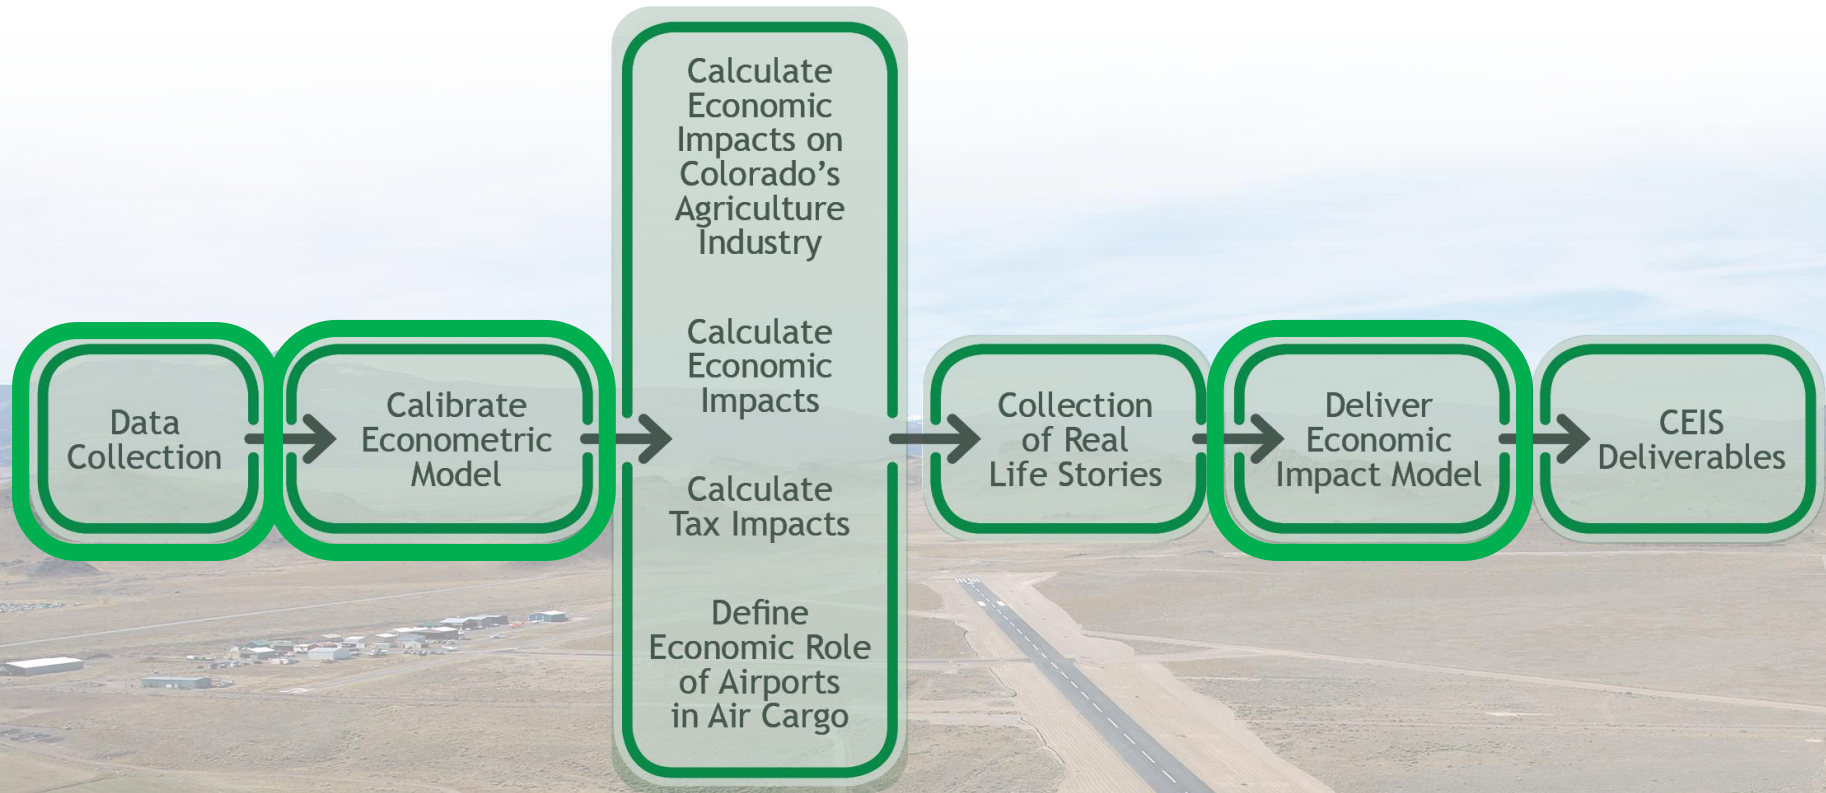 Data
Collection
Calibrate
Econometric
Model
Calculate
Economic
Impacts on
Colorado’s
Agriculture
Industry
Calculate
Economic
Impacts
Calculate
Tax Impacts
Define
Economic Role
of Airports
in Air Cargo
Collection
of Real
Life Stories
Deliver
Economic
Impact Model
CEIS
Deliverables